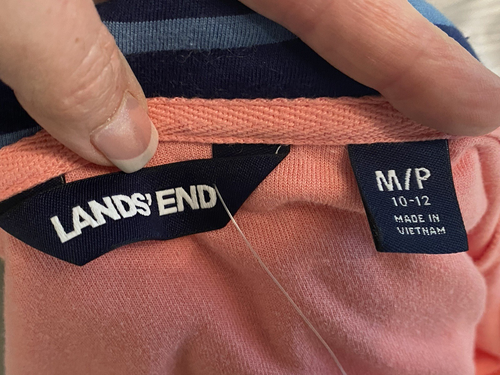 LANDS' END
M/P
10-12
MADE IN
VIETNAM